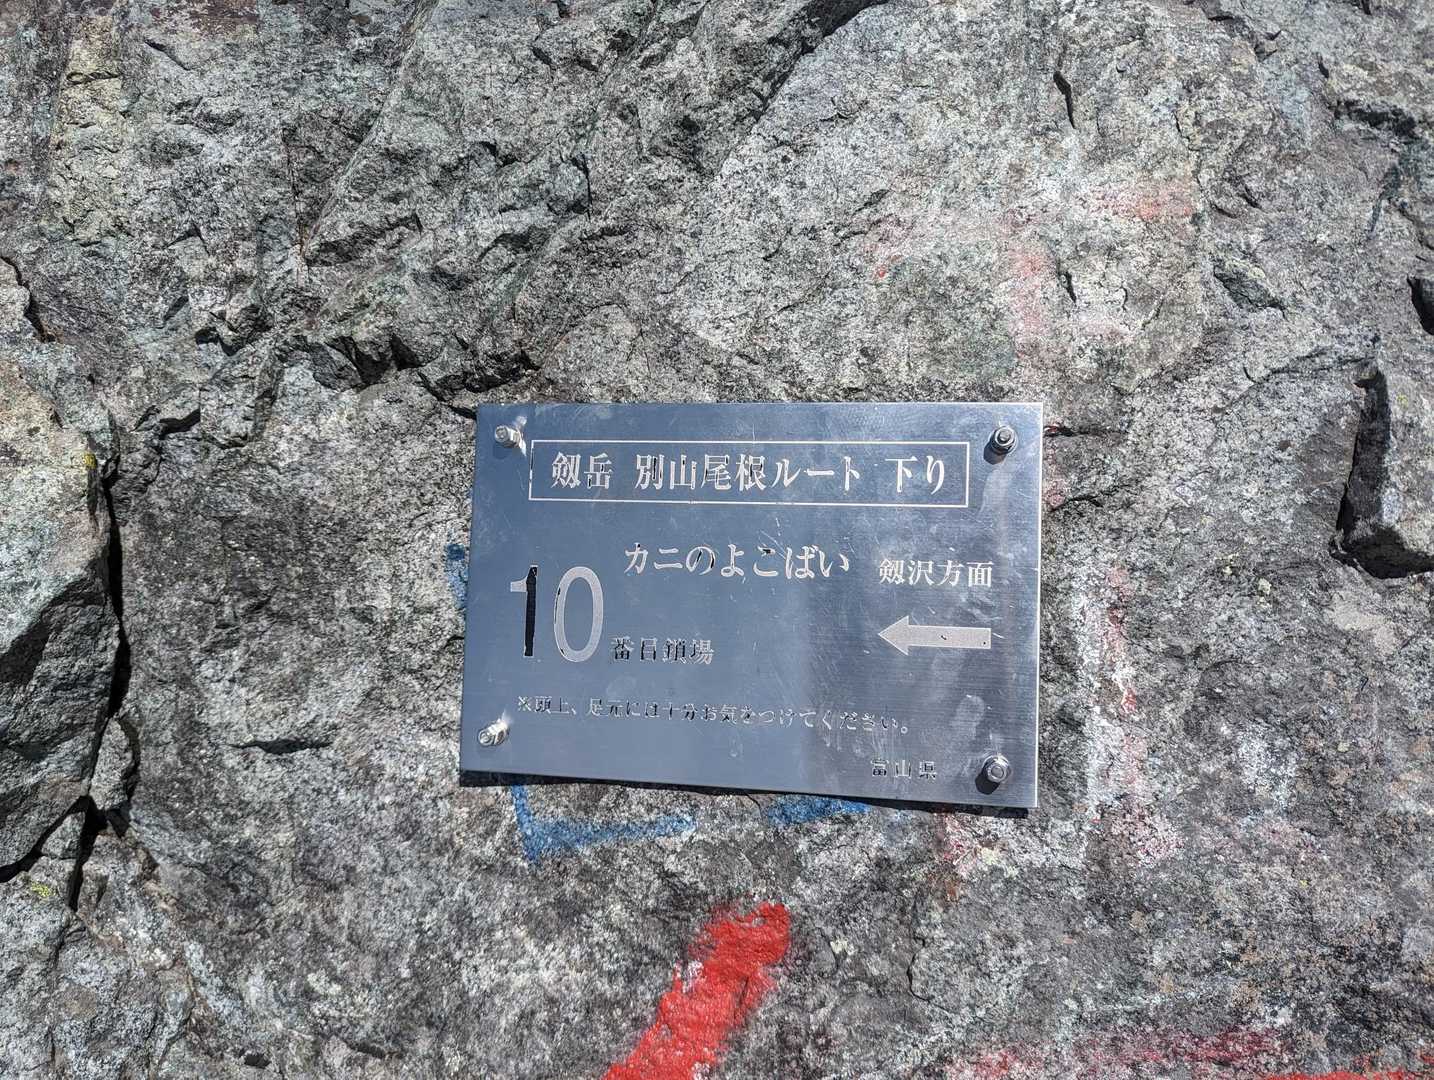 剱岳 別山尾根ルート 下り
カニのよこばい 剱沢方面
10番目鎖場
※頭上、足元には十分お気をつけてください。
富山県